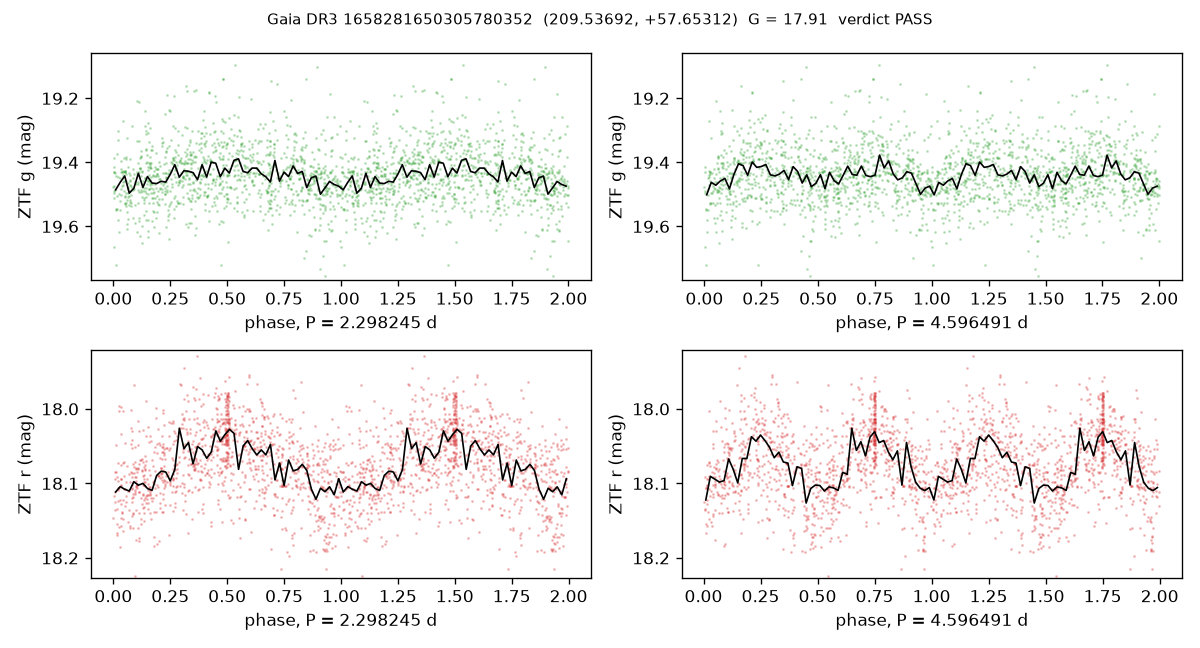 Gaia DR3 1658281650305780352  (209.53692, +57.65312)  G = 17.91  verdict PASS
ZTF g (mag)
19.2
19.4
19.6
0.00 0.25 0.50 0.75 1.00 1.25 1.50 1.75 2.00
phase, P = 2.298245 d
ZTF g (mag)
19.2
19.4
19.6
0.00 0.25 0.50 0.75 1.00 1.25 1.50 1.75 2.00
phase, P = 4.596491 d
ZTF r (mag)
18.0
18.1
18.2
0.00 0.25 0.50 0.75 1.00 1.25 1.50 1.75 2.00
phase, P = 2.298245 d
ZTF r (mag)
18.0
18.1
18.2
0.00 0.25 0.50 0.75 1.00 1.25 1.50 1.75 2.00
phase, P = 4.596491 d